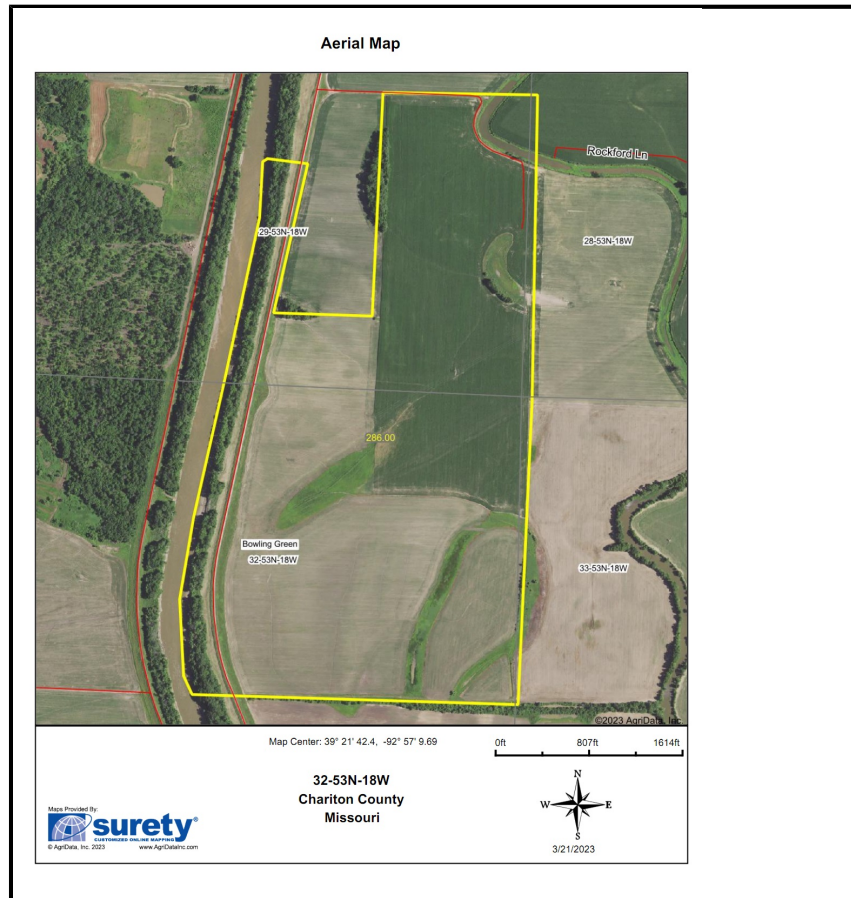 Aerial Map
Rockford Ln
29-53N-18W
28-53N-18W
286.00
Bowling Green
32-53N-18W
33-53N-18W
©2023 AgriData, Inc.
Map Center: 39° 21' 42.4, -92° 57' 9.69
0ft 807ft 1614ft
32-53N-18W
Chariton County
Missouri
N
W E
S
3/21/2023
Maps Provided By:
surety®
CUSTOMIZED ONLINE MAPPING
© AgriData, Inc. 2023 www.AgriDataInc.com